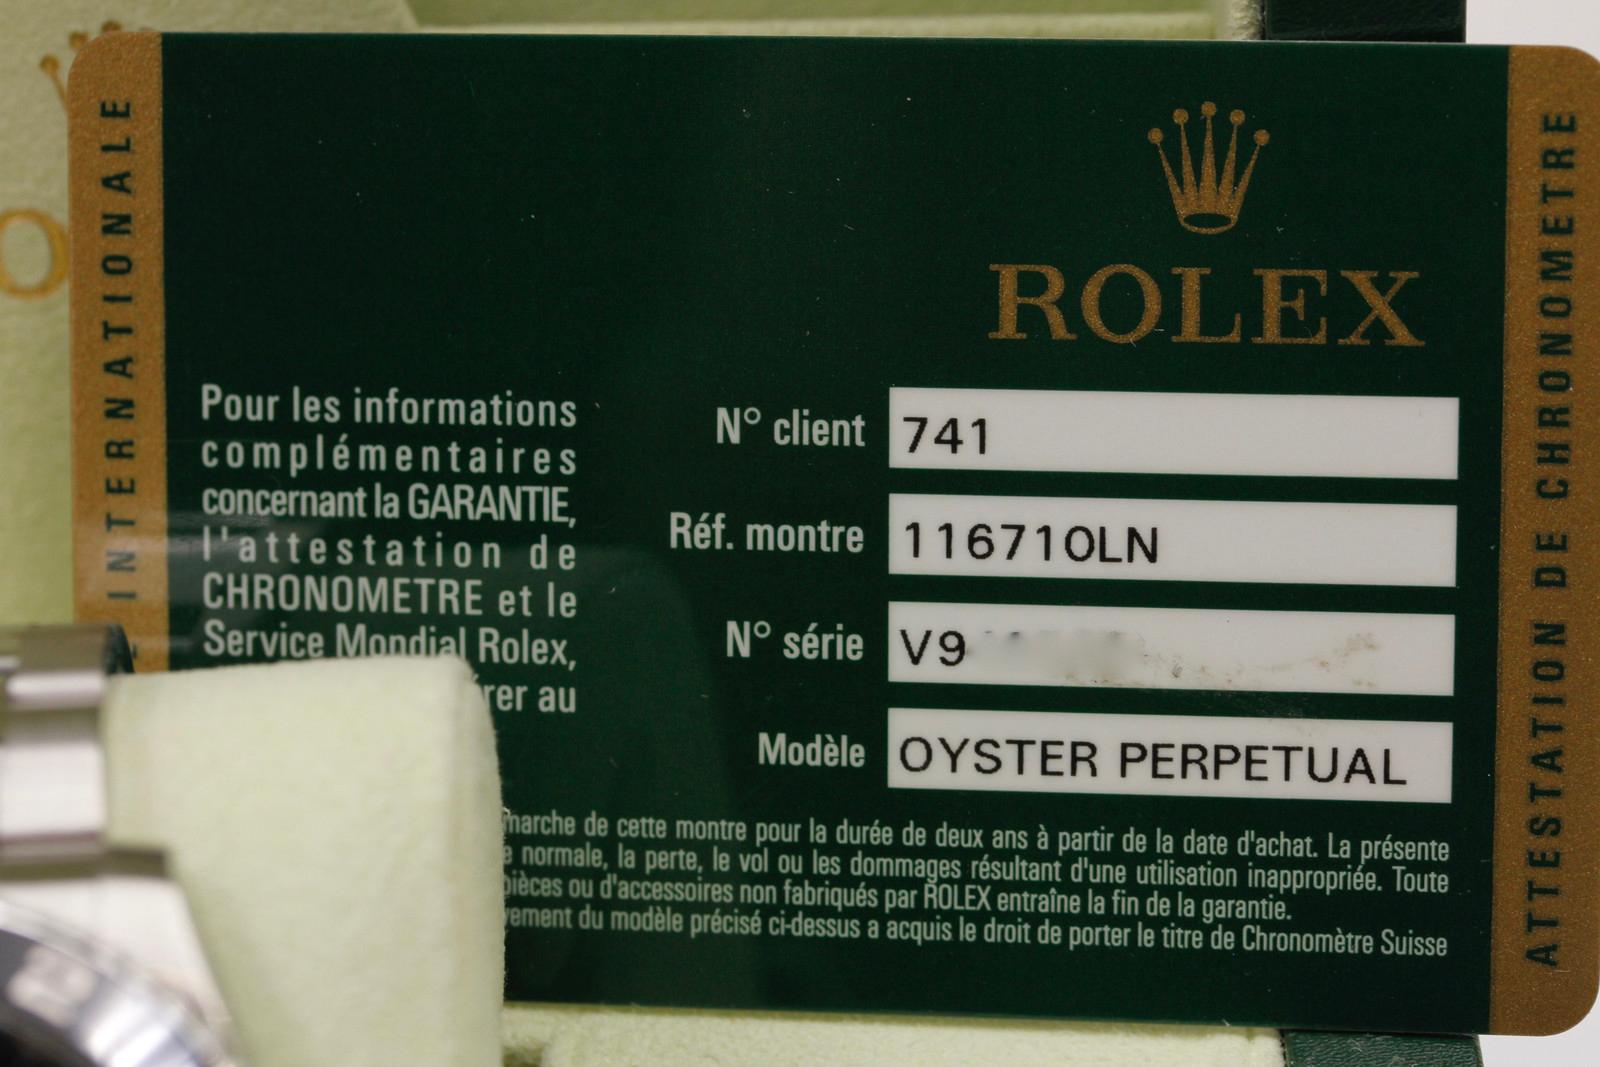 INTERNATIONALE
O
ROLEX
Pour les informations
complémentaires
concernant la GARANTIE,
l'attestation de
CHRONOMETRE et le
Service Mondial Rolex,
rer au
N° client 741
Réf. montre 116710LN
N° série V9
Modèle OYSTER PERPETUAL
marche de cette montre pour la durée de deux ans à partir de la date d'achat. La présente
normale, la perte, le vol ou les dommages résultant d'une utilisation inappropriée. Toute
pièces ou d'accessoires non fabriqués par ROLEX entraîne la fin de la garantie.
vement du modèle précisé ci-dessus a acquis le droit de porter le titre de Chronomètre Suisse
ATTESTATION DE CHRONOMETRE